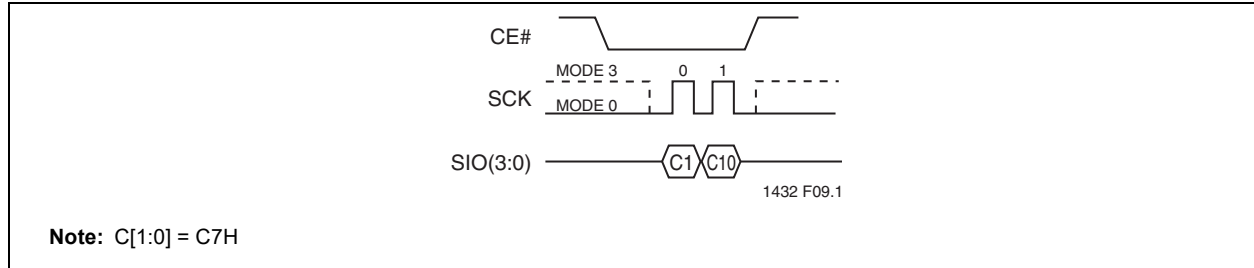 CE#
MODE 3 0 1
SCK
MODE 0
SIO(3:0) C1 C10
1432 F09.1
Note: C[1:0] = C7H